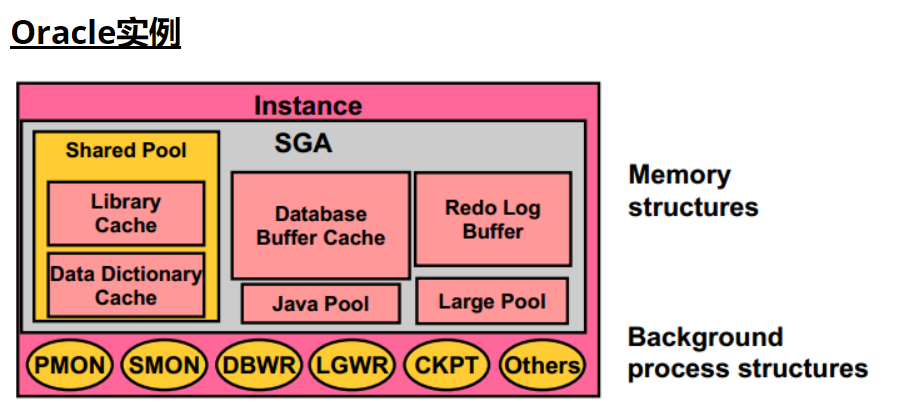 Oracle实例
Instance
SGA
Shared Pool
Library
Cache
Data Dictionary
Cache
Database
Buffer Cache
Redo Log
Buffer
Java Pool
Large Pool
Memory
structures
PMON
SMON
DBWR
LGWR
CKPT
Others
Background
process structures